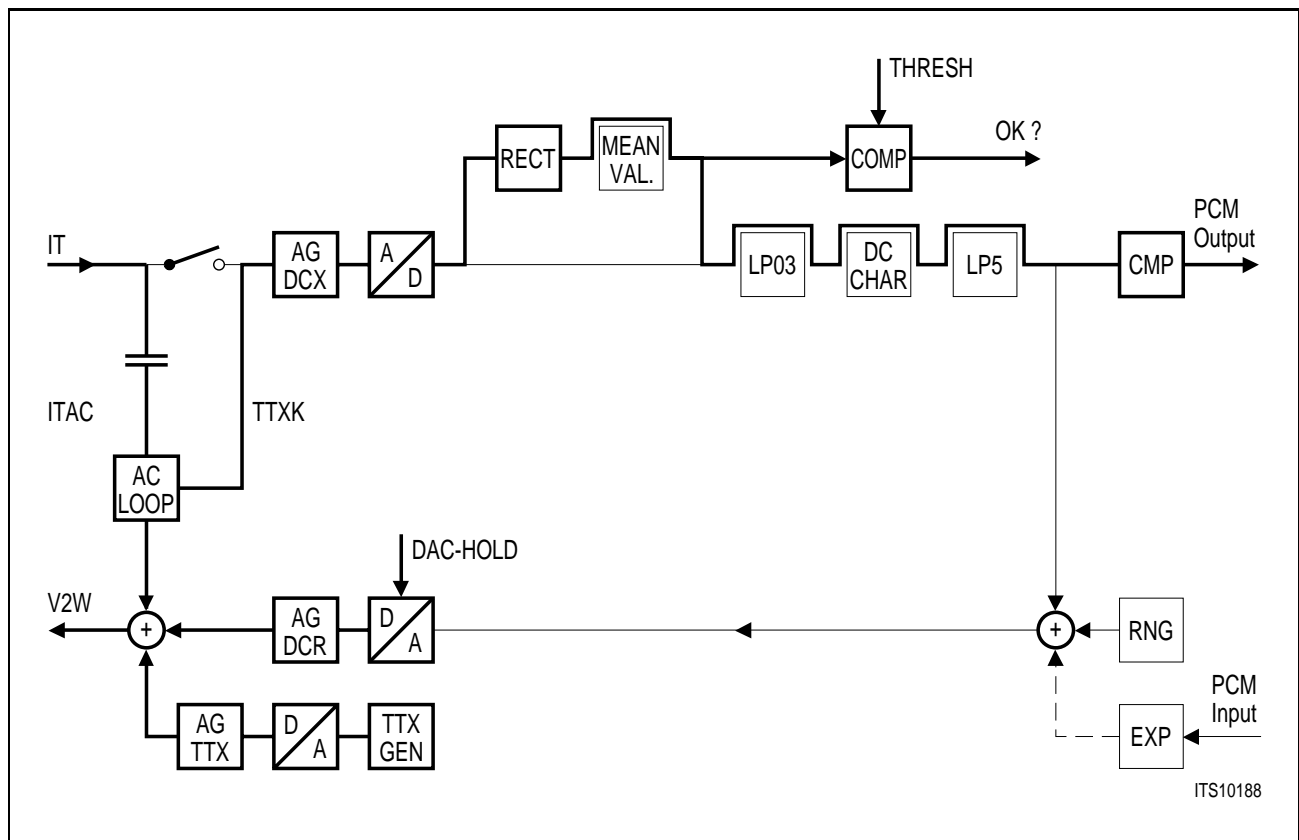 THRESH
OK ?
RECT
MEAN
VAL.
COMP
PCM
Output
IT
AG
DCX
A
D
LP03
DC
CHAR
LP5
CMP
ITAC
TTXK
AC
LOOP
DAC-HOLD
V2W
+
AG
DCR
D
A
+
RNG
PCM
Input
AG
TTX
D
A
TTX
GEN
EXP
ITS10188